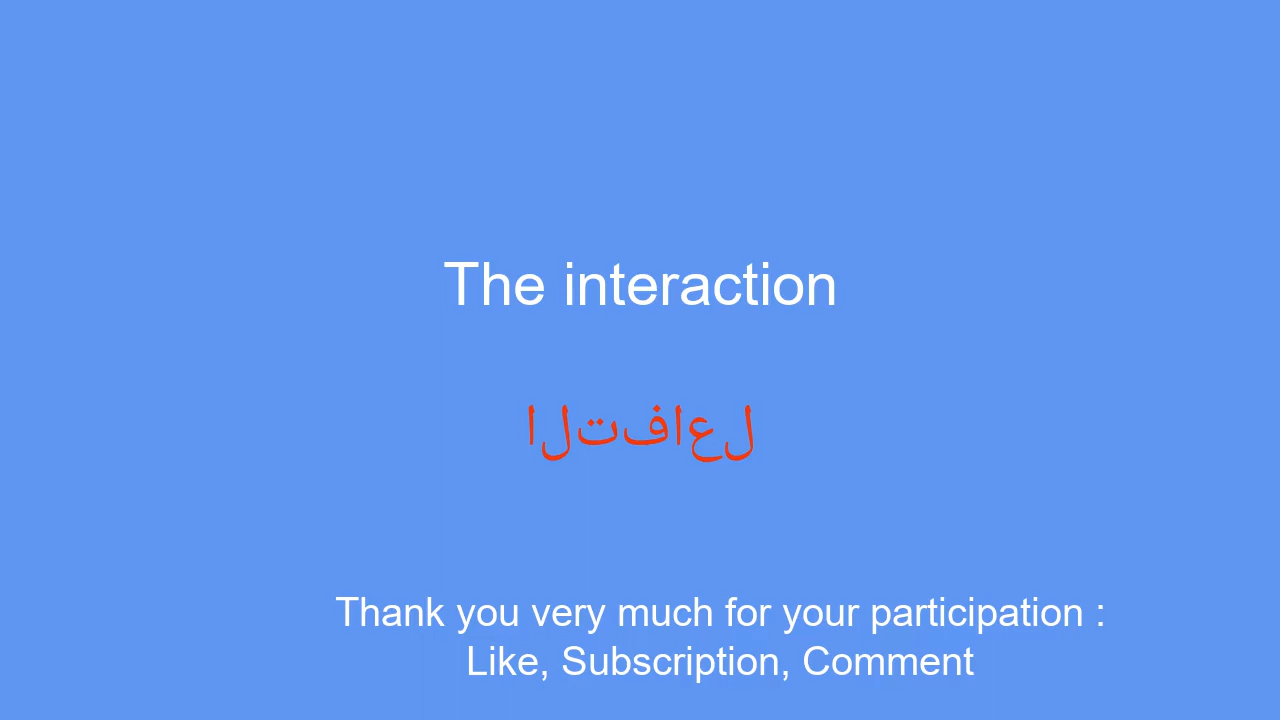 The interaction
التفاعل
Thank you very much for your participation :
Like, Subscription, Comment